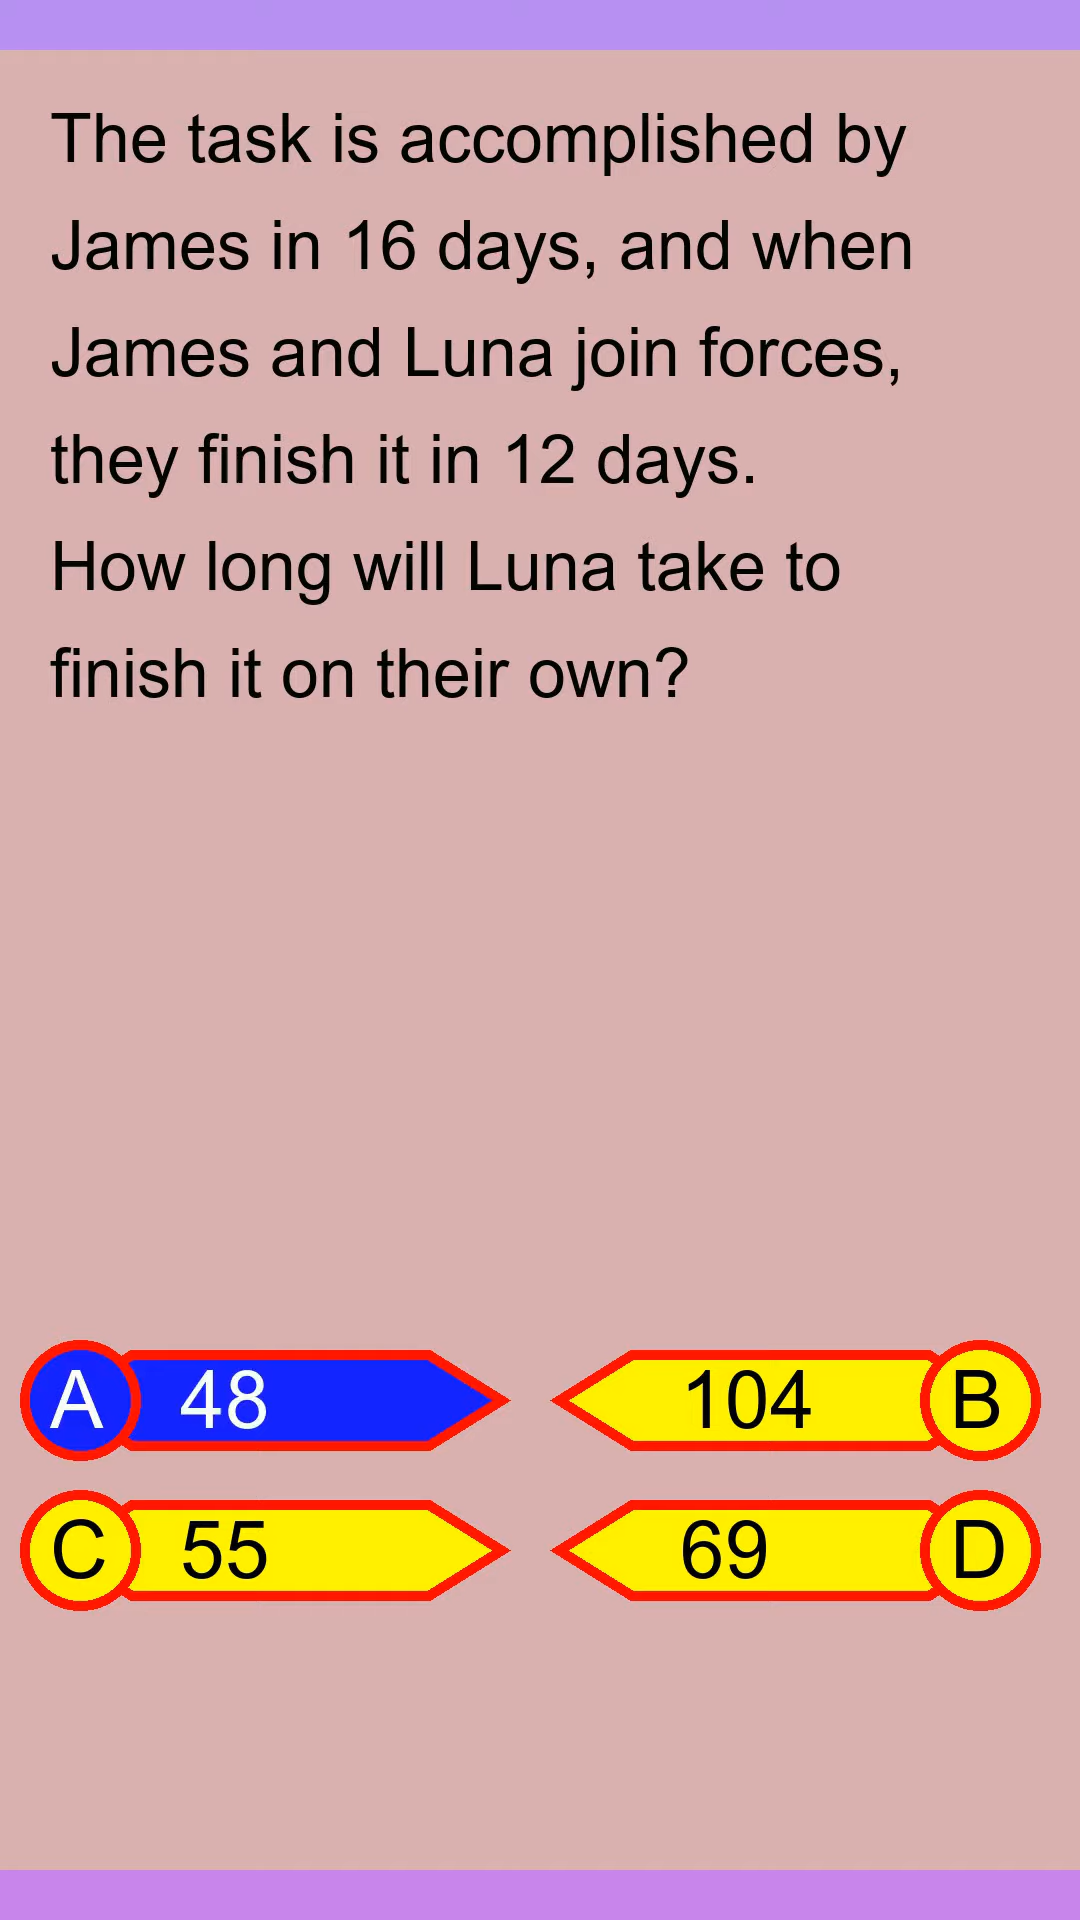 The task is accomplished by
James in 16 days, and when
James and Luna join forces,
they finish it in 12 days.
How long will Luna take to
finish it on their own?
A 48
104 B
C 55
69 D